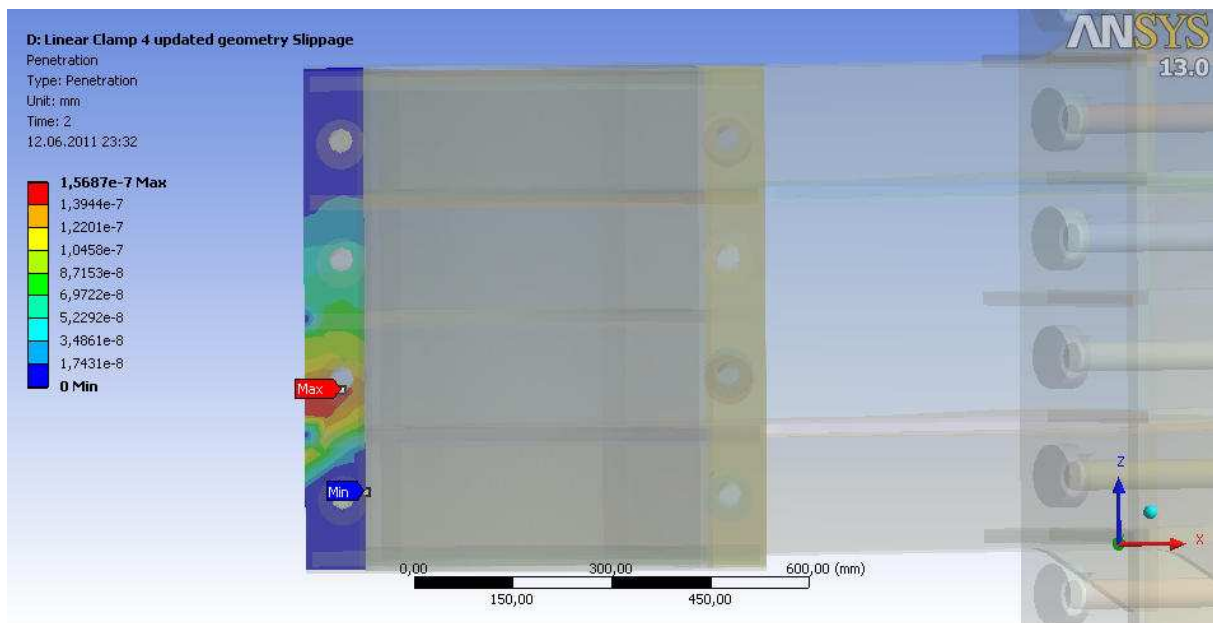 D: Linear Clamp 4 updated geometry Slippage
Penetration
Type: Penetration
Unit: mm
Time: 2
12.06.2011 23:32
1,5687e-7 Max
1,3944e-7
1,2201e-7
1,0458e-7
8,7153e-8
6,9722e-8
5,2292e-8
3,4861e-8
1,7431e-8
0 Min
ANSYS
13.0
Max
Min
0,00 300,00 600,00 (mm)
150,00 450,00
Z
X